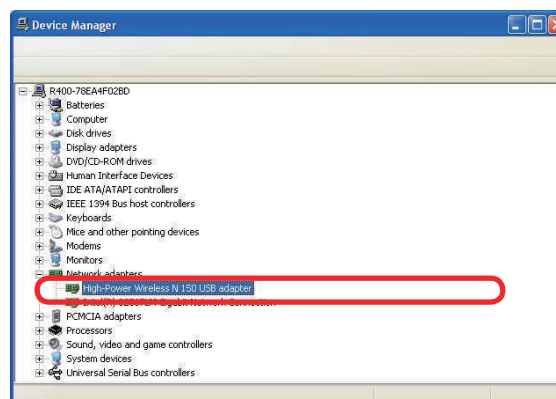 Device Manager
R400-78EA4F02BD
Batteries
Computer
Disk drives
Display adapters
DVD/CD-ROM drives
Human Interface Devices
IDE ATA/ATAPI controllers
IEEE 1394 Bus host controllers
Keyboards
Mice and other pointing devices
Modems
Monitors
Network adapters
High-Power Wireless N 150 USB adapter
Gigabit Network Connection
PCMCIA adapters
Processors
Sound, video and game controllers
System devices
Universal Serial Bus controllers